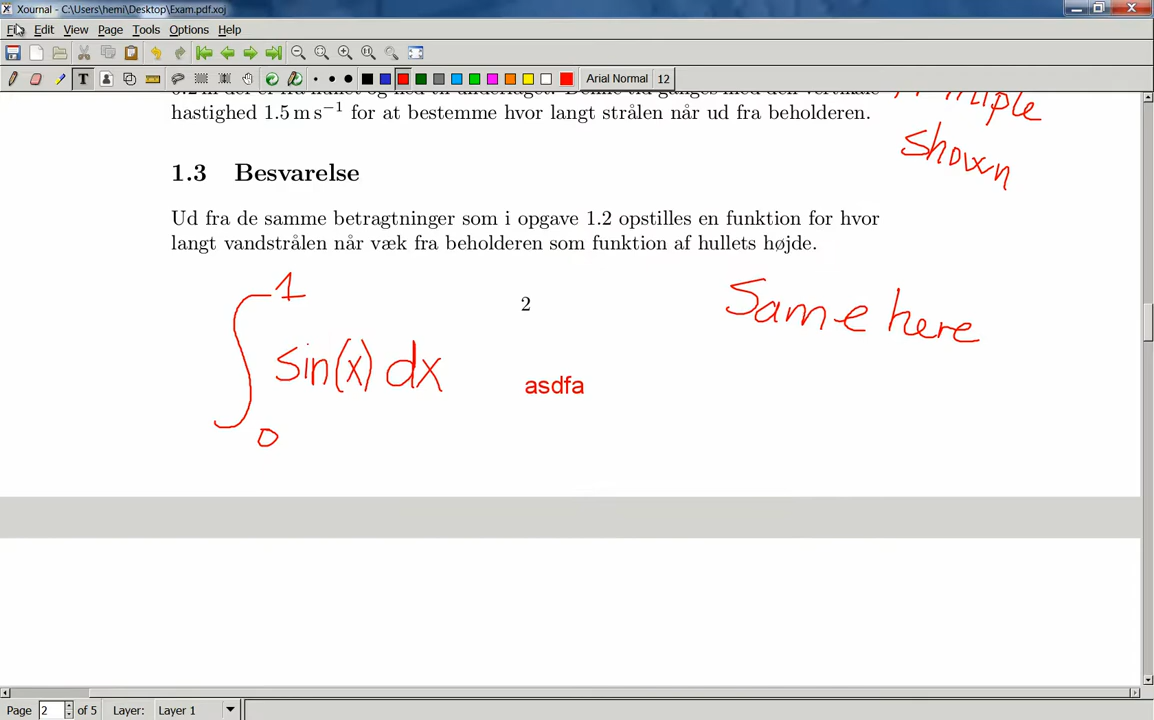 Xournal - C:\Users\hemi\Desktop\Exam.pdf.xoj
File Edit View Page Tools Options Help
T Arial Normal 12
hastighed 1.5 m s⁻¹ for at bestemme hvor langt strålen når ud fra beholderen.
shown
1.3 Besvarelse
Ud fra de samme betragtninger som i opgave 1.2 opstilles en funktion for hvor
langt vandstrålen når væk fra beholderen som funktion af hullets højde.
∫₀¹ sin(x) dx
2
Same here
asdfa
Page 2 of 5 Layer: Layer 1